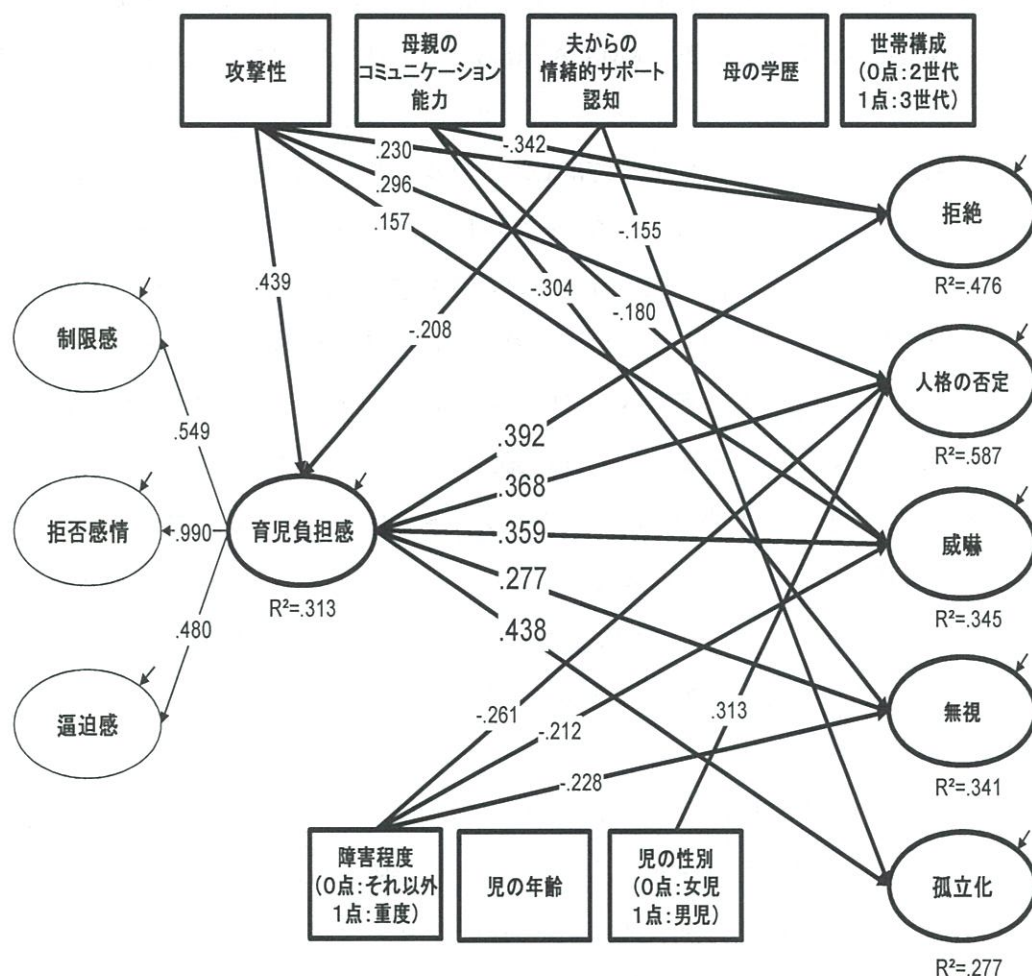 攻撃性
母親の
コミュニケーション
能力
夫からの
情緒的サポート
認知
母の学歴
世帯構成
(0点:2世代
1点:3世代)
.230
-.342
.296
.157
-.155
.439
-.304
-.180
-.208
拒絶
R²=.476
制限感
人格の否定
R²=.587
.549
.392
.368
拒否感情
.990
育児負担感
R²=.313
.359
威嚇
R²=.345
.277
.438
.480
逼迫感
-.261
-.212
.313
-.228
無視
R²=.341
障害程度
(0点:それ以外
1点:重度)
児の年齢
児の性別
(0点:女児
1点:男児)
孤立化
R²=.277